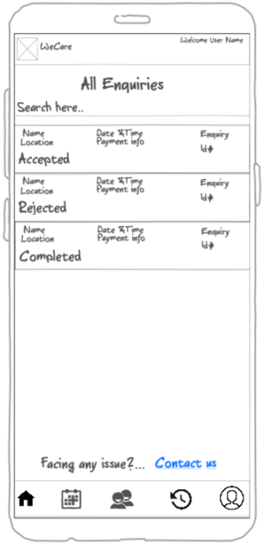 WeCare
Welcome User Name
All Enquiries
Search here..
Name Date & Time Enquiry
Location Payment info Id#
Accepted
Name Date & Time Enquiry
Location Payment info Id#
Rejected
Name Date & Time Enquiry
Location Payment info Id#
Completed
Facing any issue?... Contact us